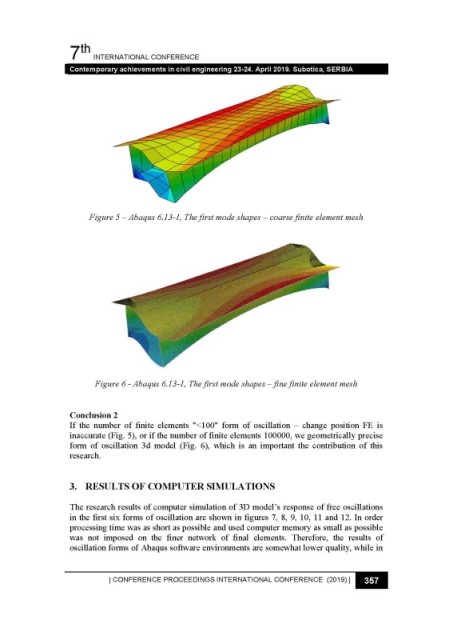 7th INTERNATIONAL CONFERENCE
Contemporary achievements in civil engineering 23-24. April 2019. Subotica, SERBIA
Figure 5 – Abaqus 6.13-1, The first mode shapes – coarse finite element mesh
Figure 6 - Abaqus 6.13-1, The first mode shapes – fine finite element mesh
Conclusion 2
If the number of finite elements "<100" form of oscillation – change position FE is
inaccurate (Fig. 5), or if the number of finite elements 100000, we geometrically precise
form of oscillation 3d model (Fig. 6), which is an important the contribution of this
research.
3. RESULTS OF COMPUTER SIMULATIONS
The research results of computer simulation of 3D model's response of free oscillations
in the first six forms of oscillation are shown in figures 7, 8, 9, 10, 11 and 12. In order
processing time was as short as possible and used computer memory as small as possible
was not imposed on the finer network of final elements. Therefore, the results of
oscillation forms of Abaqus software environments are somewhat lower quality, while in
| CONFERENCE PROCEEDINGS INTERNATIONAL CONFERENCE (2019) | 357